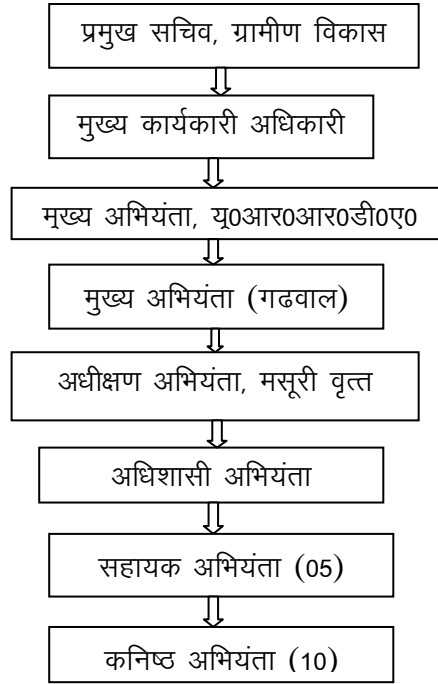 प्रमुख सचिव, ग्रामीण विकास
मुख्य कार्यकारी अधिकारी
मुख्य अभियंता, यू0आर0आर0डी0ए0
मुख्य अभियंता (गढवाल)
अधीक्षण अभियंता, मसूरी वृत्त
अधिशासी अभियंता
सहायक अभियंता (05)
कनिष्ठ अभियंता (10)